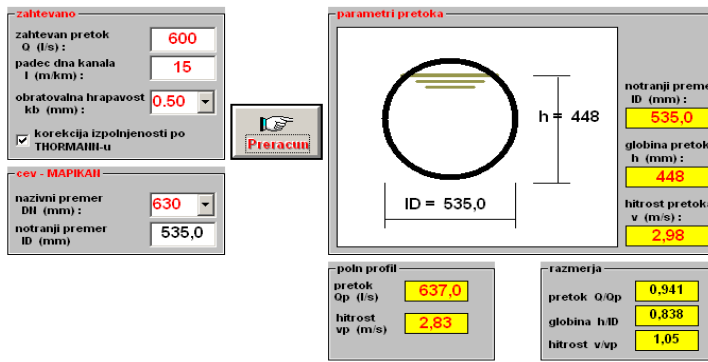 zahtevano
zahtevan pretok
Q (l/s) :
600
padec dna kanala
I (m/km) :
15
obratovalna hrapavost
kb (mm) :
0.50
korekcija izpolnjenosti po
THORMANN-u
Preracun
cev - MAPIKAN
nazivni premer
DN (mm) :
630
notranji premer
ID (mm)
535,0
parametri pretoka
h = 448
ID = 535,0
notranji preme
ID (mm) :
535,0
globina pretok
h (mm) :
448
hitrost pretok
v (m/s) :
2,98
poln profil
pretok
Qp (l/s)
637,0
hitrost
vp (m/s)
2,83
razmerja
pretok Q/Qp
0,941
globina h/ID
0,838
hitrost v/vp
1,05